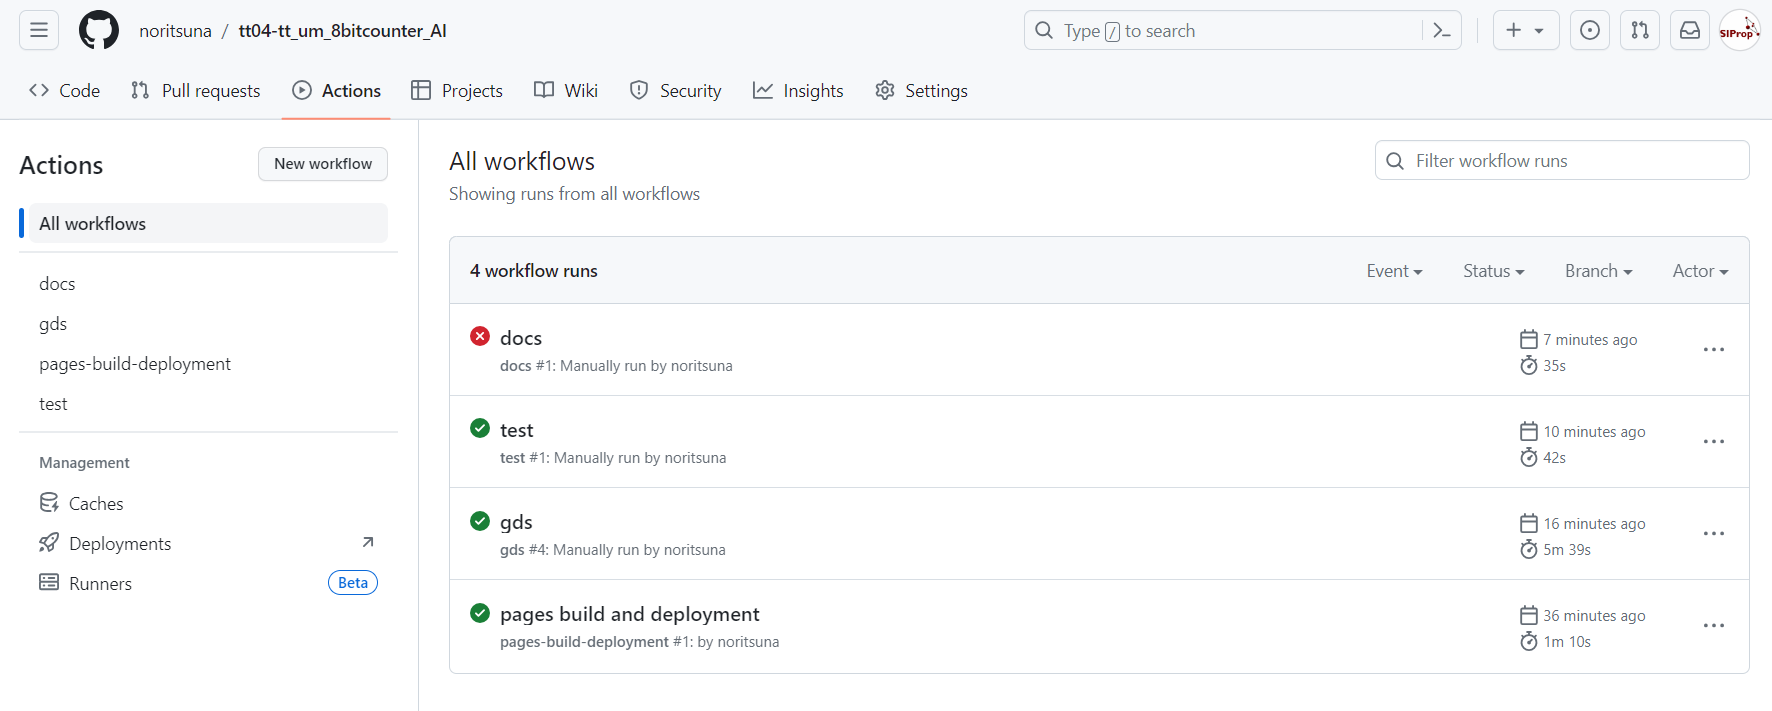 noritsuna / tt04-tt_um_8bitcounter_AI
Type / to search
SIProp
Code
Pull requests
Actions
Projects
Wiki
Security
Insights
Settings
Actions
New workflow
All workflows
docs
gds
pages-build-deployment
test
Management
Caches
Deployments
Runners
Beta
All workflows
Showing runs from all workflows
Filter workflow runs
4 workflow runs
Event
Status
Branch
Actor
docs
docs #1: Manually run by noritsuna
7 minutes ago
35s
test
test #1: Manually run by noritsuna
10 minutes ago
42s
gds
gds #4: Manually run by noritsuna
16 minutes ago
5m 39s
pages build and deployment
pages-build-deployment #1: by noritsuna
36 minutes ago
1m 10s